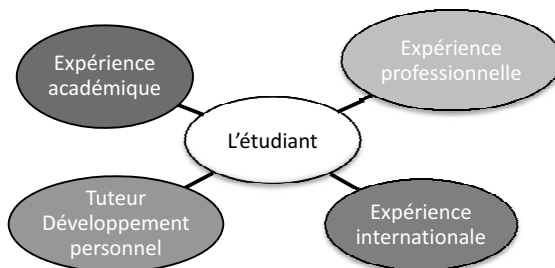 Expérience
académique
Expérience
professionnelle
L'étudiant
Tuteur
Développement
personnel
Expérience
internationale